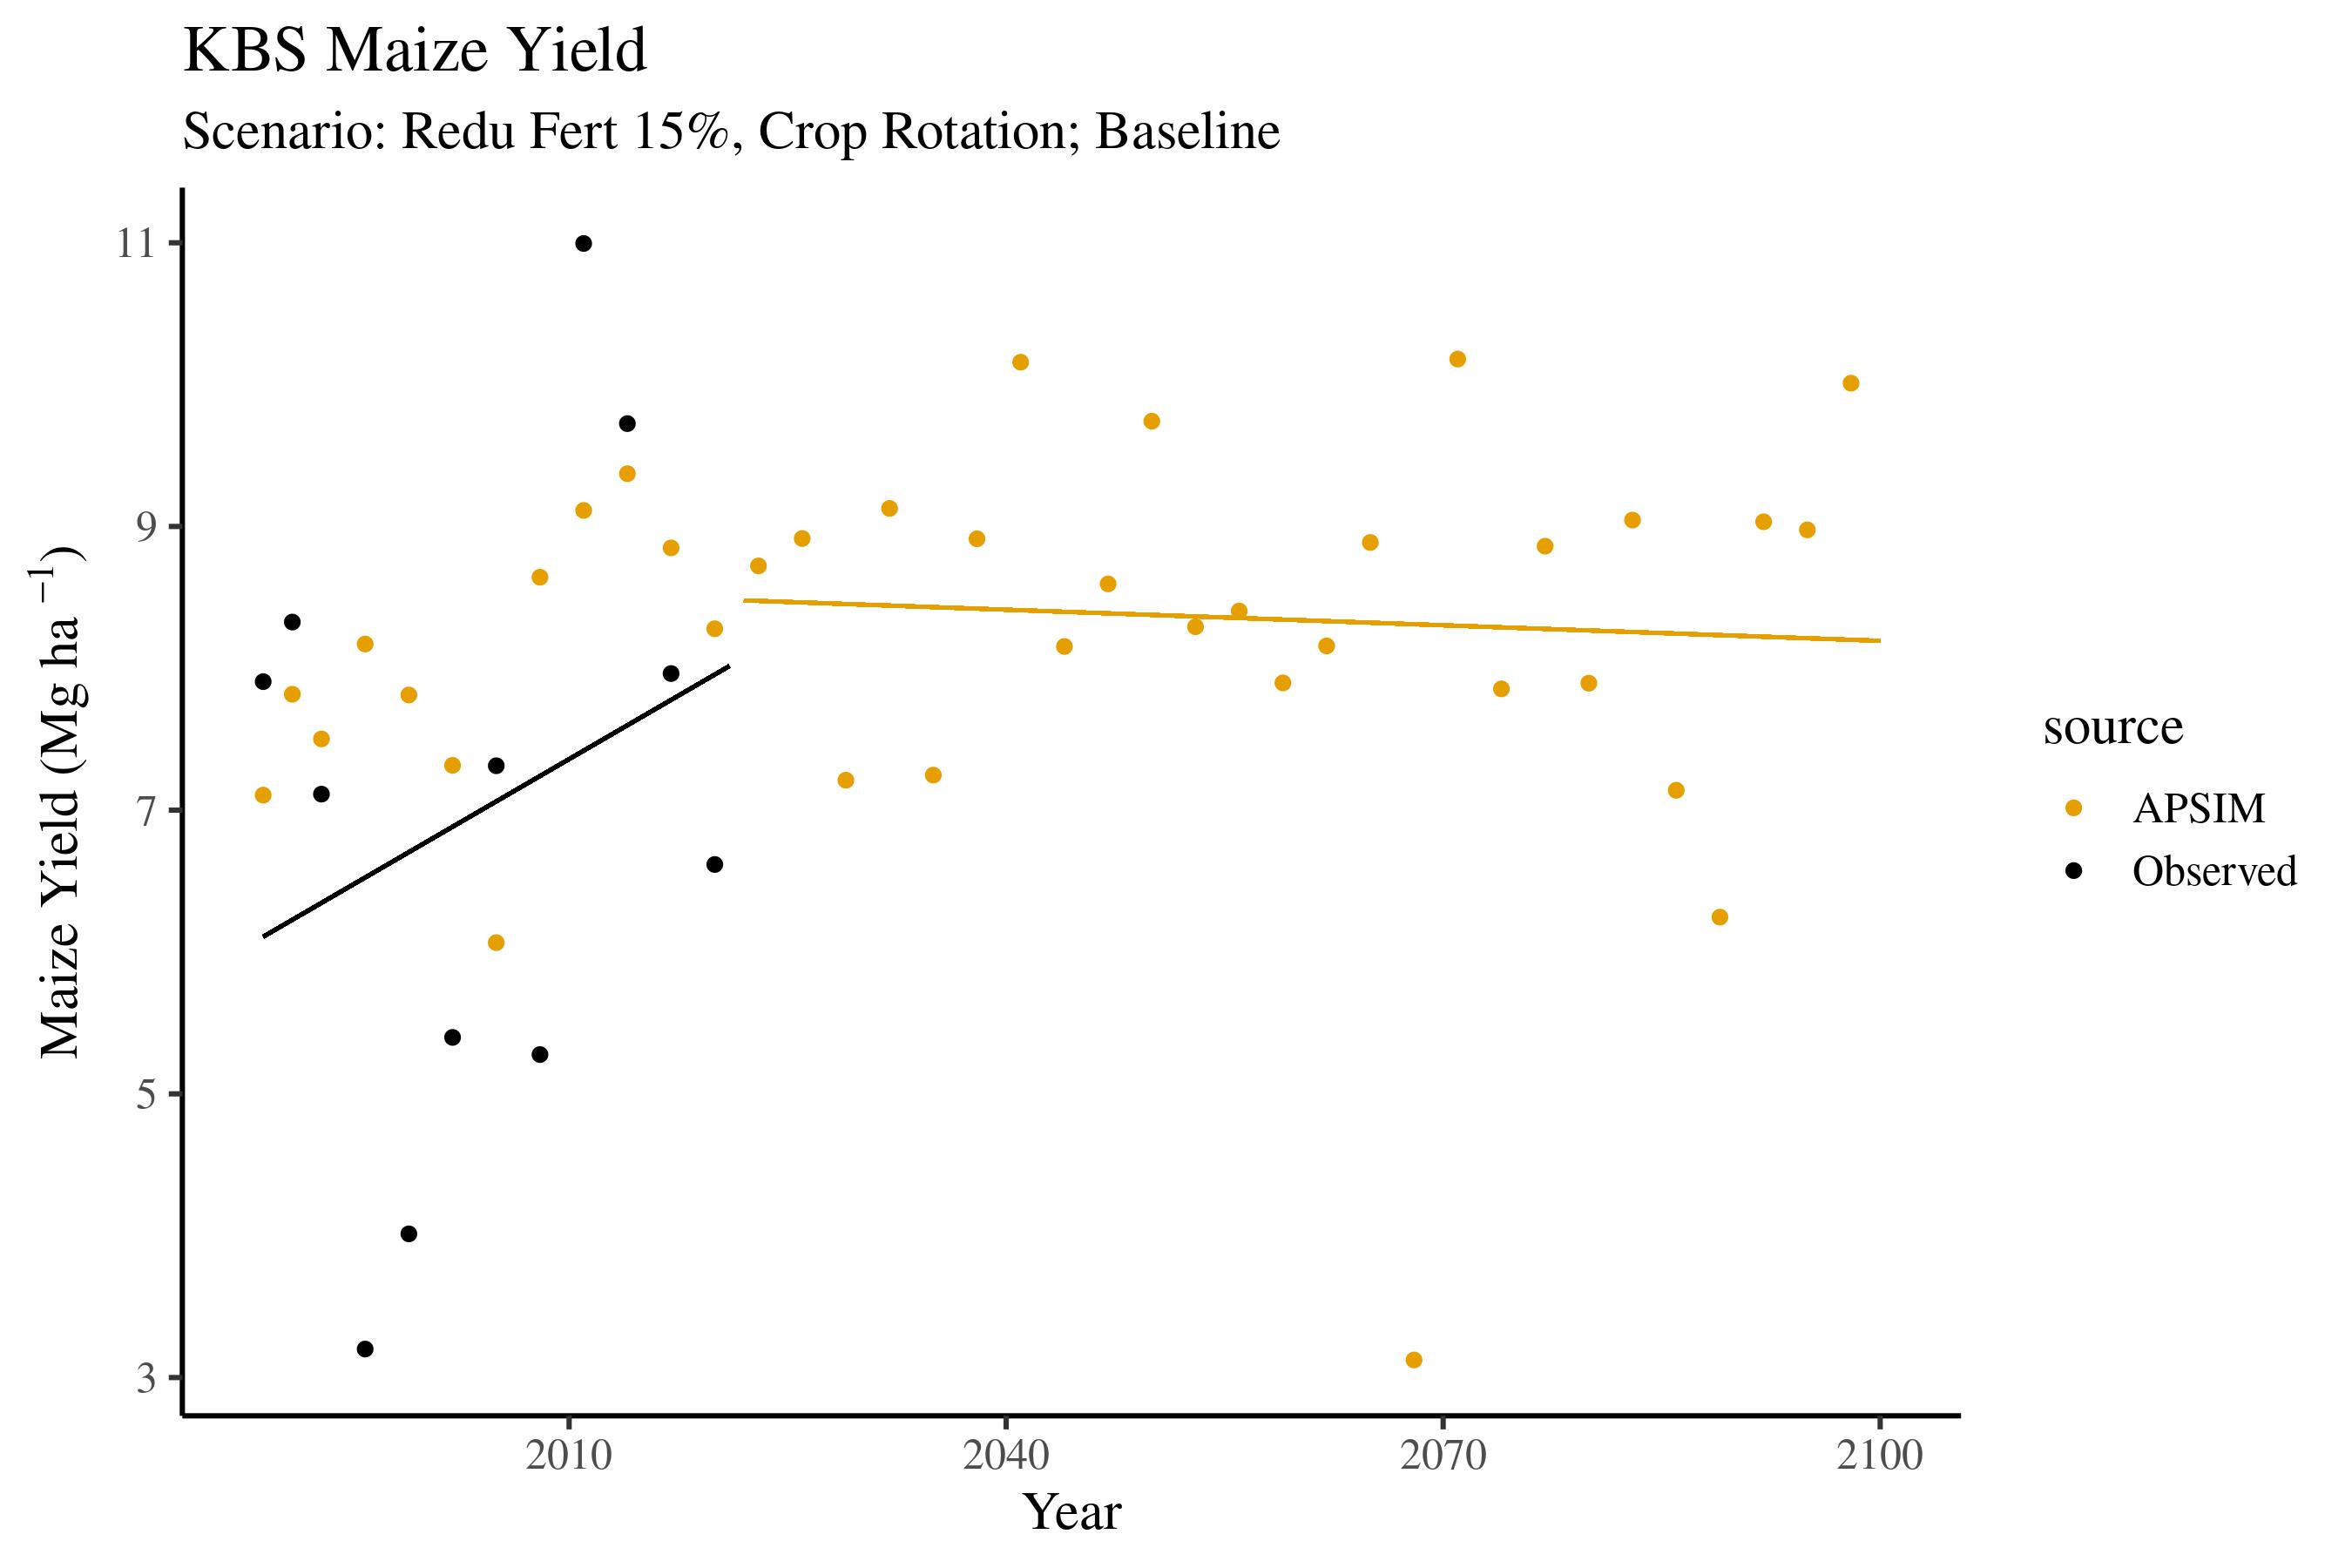 KBS Maize Yield
Scenario: Redu Fert 15%, Crop Rotation; Baseline
Maize Yield (Mg ha −1)
11
9
7
5
3
2010
2040
2070
2100
Year
source
APSIM
Observed